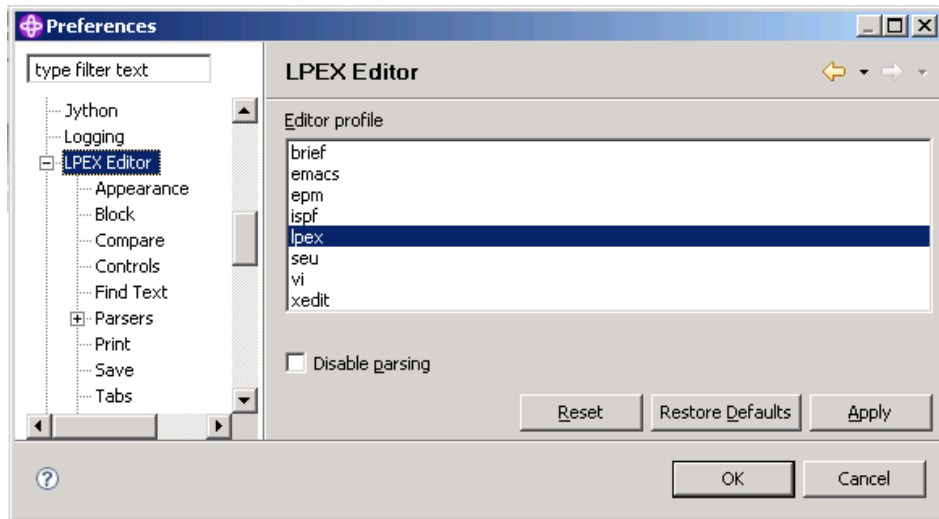 Preferences
type filter text
Jython
Logging
LPEX Editor
Appearance
Block
Compare
Controls
Find Text
Parsers
Print
Save
Tabs
LPEX Editor
Editor profile
brief
emacs
epm
ispf
lpex
seu
vi
xedit
Disable parsing
Reset Restore Defaults Apply
OK Cancel